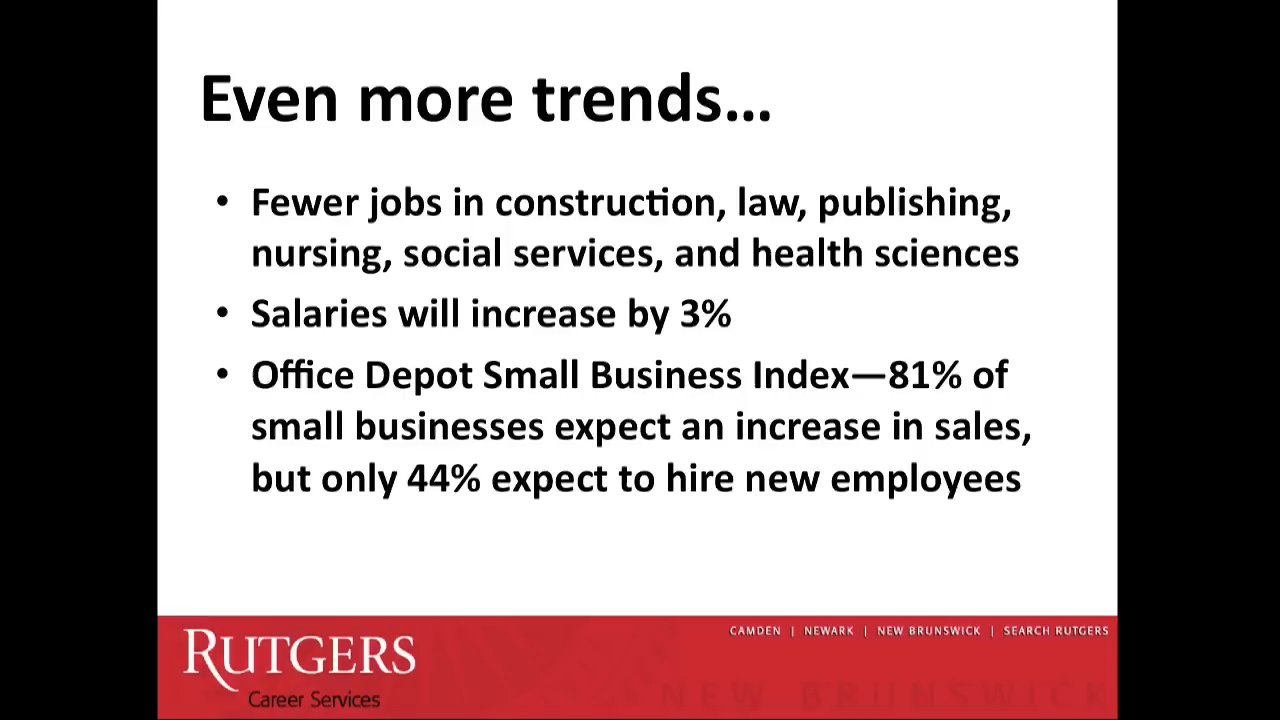 Even more trends...
• Fewer jobs in construction, law, publishing,
nursing, social services, and health sciences
• Salaries will increase by 3%
• Office Depot Small Business Index—81% of
small businesses expect an increase in sales,
but only 44% expect to hire new employees
CAMDEN | NEWARK | NEW BRUNSWICK | SEARCH RUTGERS
RUTGERS
Career Services
NEW BRUNSWICK